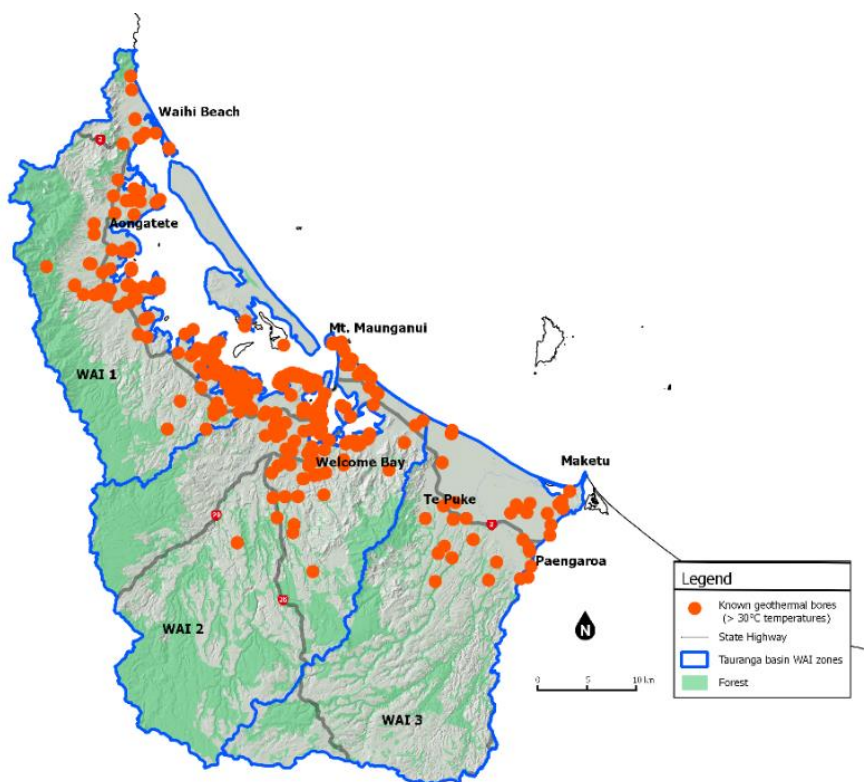 Waihi Beach
2
Aongatete
Mt. Maunganui
WAI 1
Welcome Bay
Maketu
Te Puke
2
29
Paengaroa
WAI 2
WAI 3
N
0 5 10 km
Legend
Known geothermal bores
(> 30°C temperatures)
State Highway
Tauranga basin WAI zones
Forest